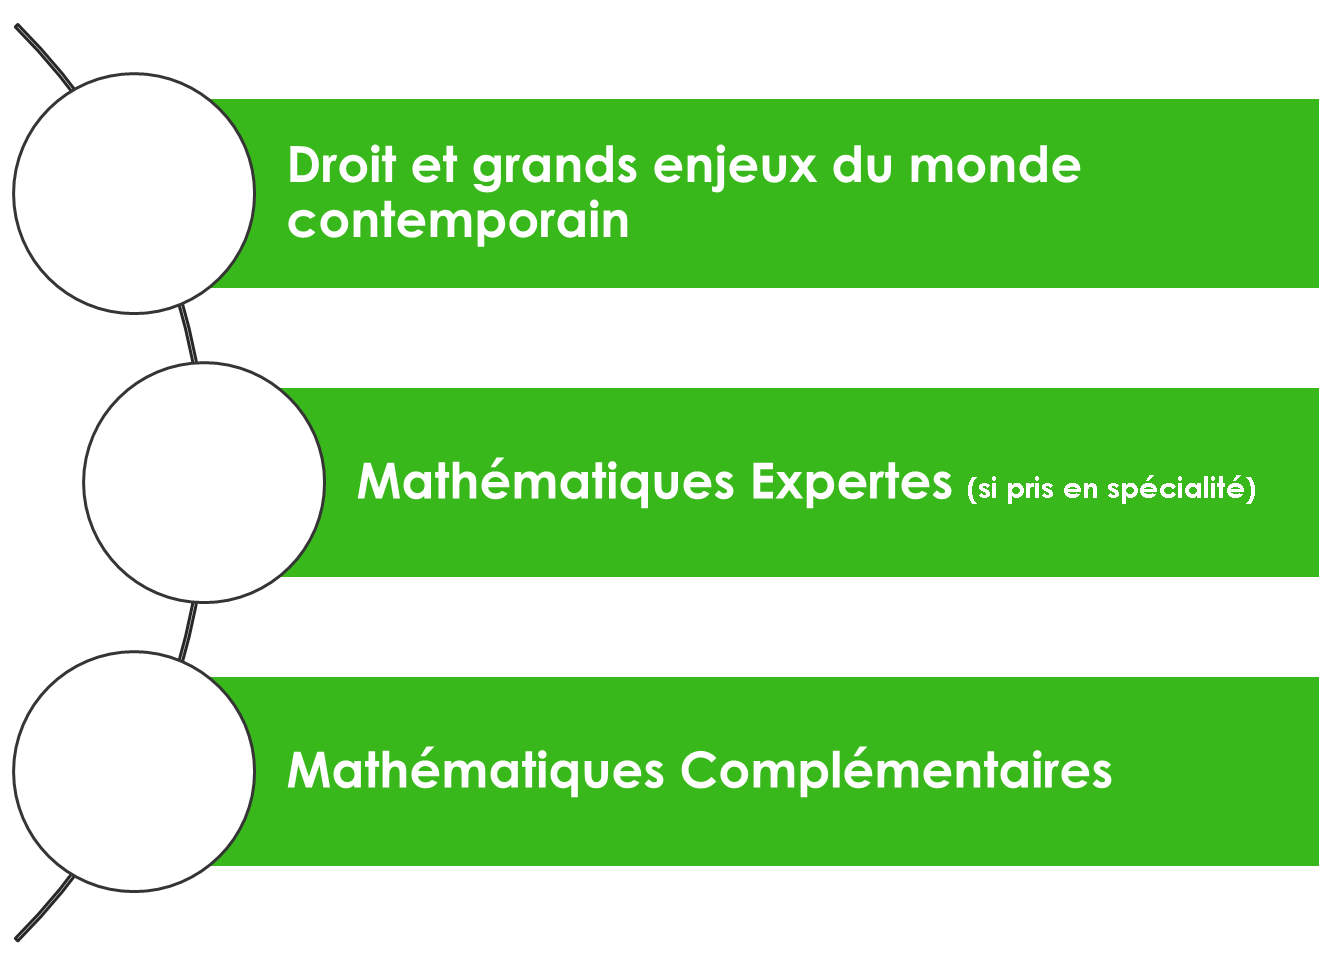 Droit et grands enjeux du monde
contemporain
Mathématiques Expertes (si pris en spécialité)
Mathématiques Complémentaires